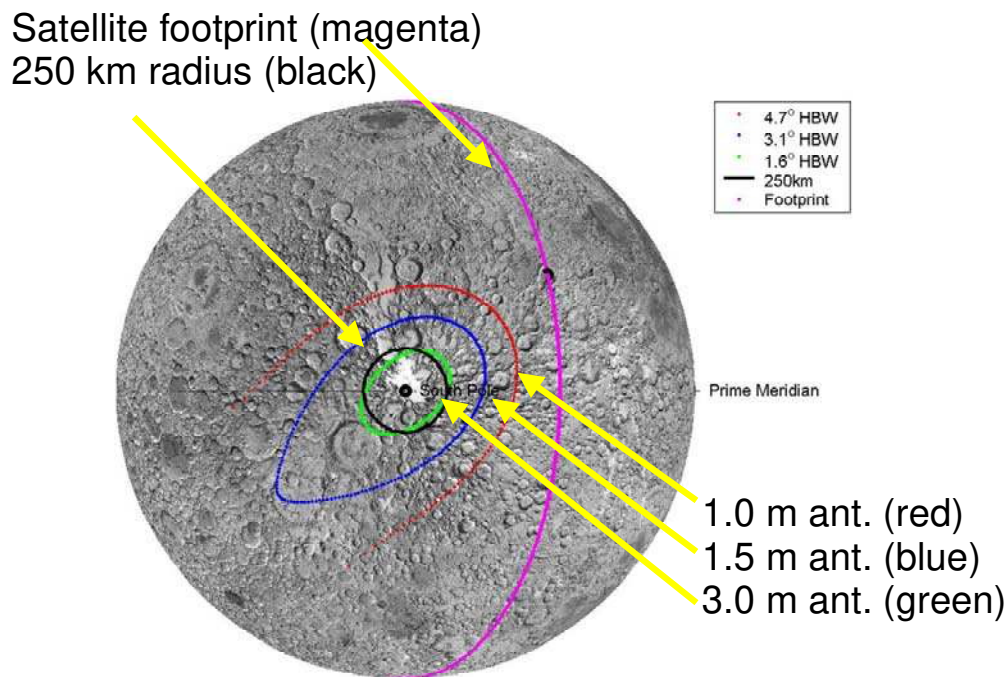 Satellite footprint (magenta)
250 km radius (black)
4.7° HBW
3.1° HBW
1.6° HBW
250km
Footprint
South Pole
Prime Meridian
1.0 m ant. (red)
1.5 m ant. (blue)
3.0 m ant. (green)